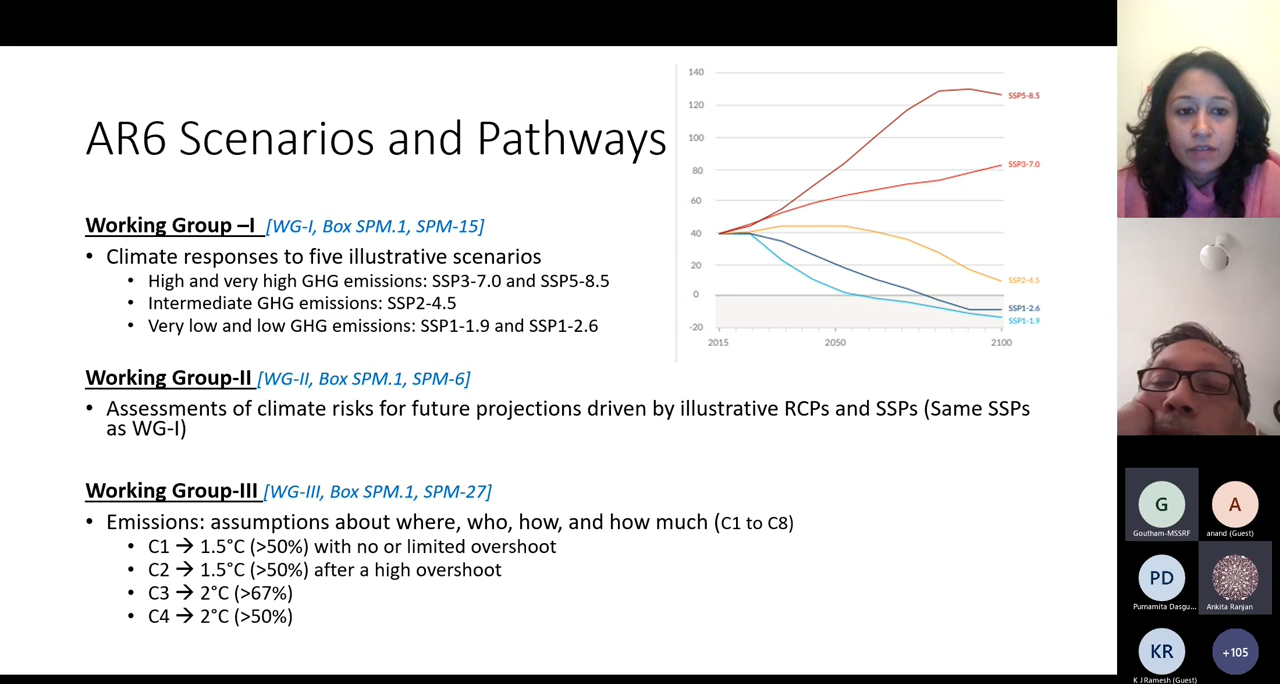 AR6 Scenarios and Pathways
Working Group –I [WG-I, Box SPM.1, SPM-15]
• Climate responses to five illustrative scenarios
• High and very high GHG emissions: SSP3-7.0 and SSP5-8.5
• Intermediate GHG emissions: SSP2-4.5
• Very low and low GHG emissions: SSP1-1.9 and SSP1-2.6
Working Group-II [WG-II, Box SPM.1, SPM-6]
• Assessments of climate risks for future projections driven by illustrative RCPs and SSPs (Same SSPs
as WG-I)
Working Group-III [WG-III, Box SPM.1, SPM-27]
• Emissions: assumptions about where, who, how, and how much (C1 to C8)
• C1 → 1.5°C (>50%) with no or limited overshoot
• C2 → 1.5°C (>50%) after a high overshoot
• C3 → 2°C (>67%)
• C4 → 2°C (>50%)
140
120
100
80
60
40
20
0
-20
2015
2050
2100
SSP5-8.5
SSP3-7.0
SSP2-4.5
SSP1-2.6
SSP1-1.9
G
Goutham-MSSRF
A
anand (Guest)
PD
Purnamita Dasgu...
Ankita Ranjan
KR
K J Ramesh (Guest)
+105